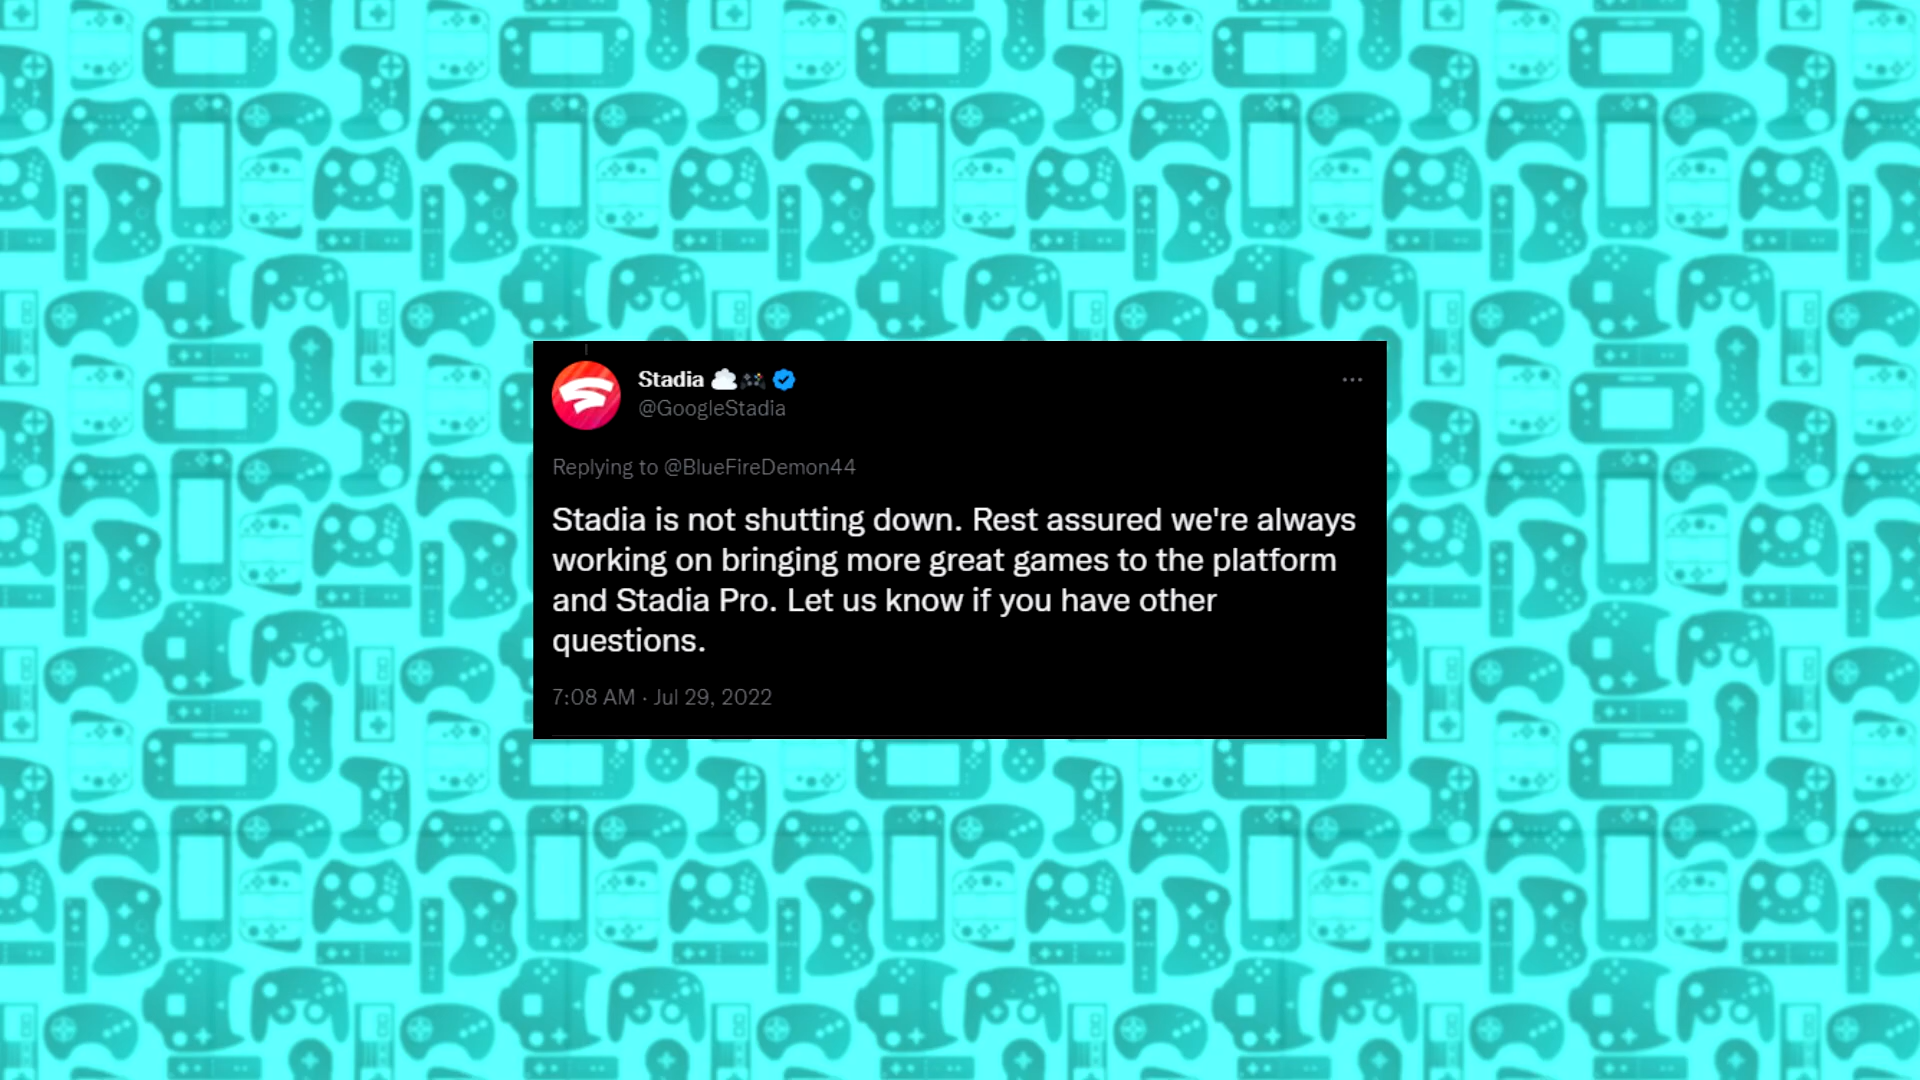 Stadia ☁️🎮
@GoogleStadia
Replying to @BlueFireDemon44
Stadia is not shutting down. Rest assured we're always
working on bringing more great games to the platform
and Stadia Pro. Let us know if you have other
questions.
7:08 AM · Jul 29, 2022